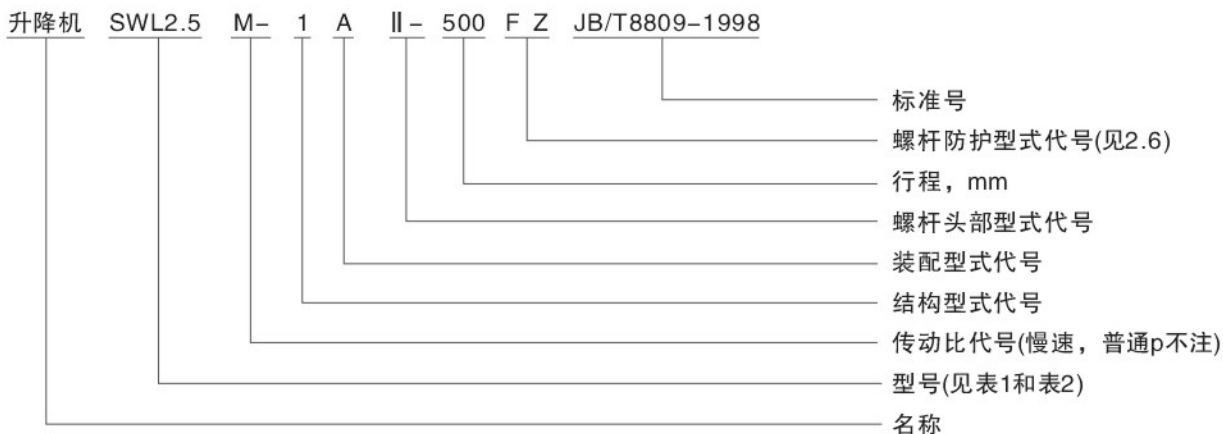 升降机 SWL2.5 M- 1 A Ⅱ- 500 F Z JB/T8809-1998
标准号
螺杆防护型式代号(见2.6)
行程，mm
螺杆头部型式代号
装配型式代号
结构型式代号
传动比代号(慢速，普通p不注)
型号(见表1和表2)
名称